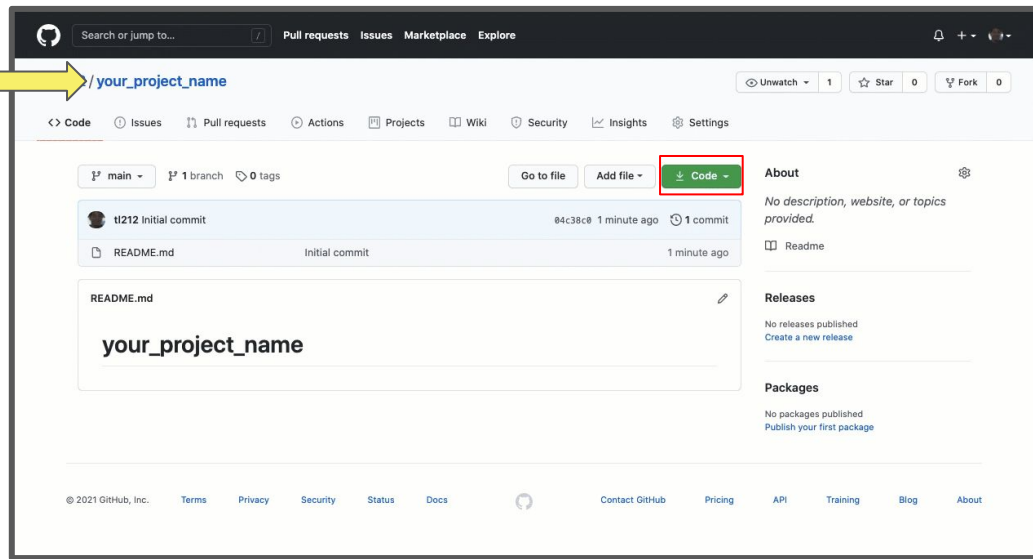 Search or jump to... / Pull requests Issues Marketplace Explore
/ your_project_name Unwatch 1 Star 0 Fork 0
<> Code Issues Pull requests Actions Projects Wiki Security Insights Settings
main 1 branch 0 tags Go to file Add file Code
tl212 Initial commit 04c38c0 1 minute ago 1 commit
README.md Initial commit 1 minute ago
README.md
your_project_name
About
No description, website, or topics
provided.
Readme
Releases
No releases published
Create a new release
Packages
No packages published
Publish your first package
© 2021 GitHub, Inc. Terms Privacy Security Status Docs Contact GitHub Pricing API Training Blog About